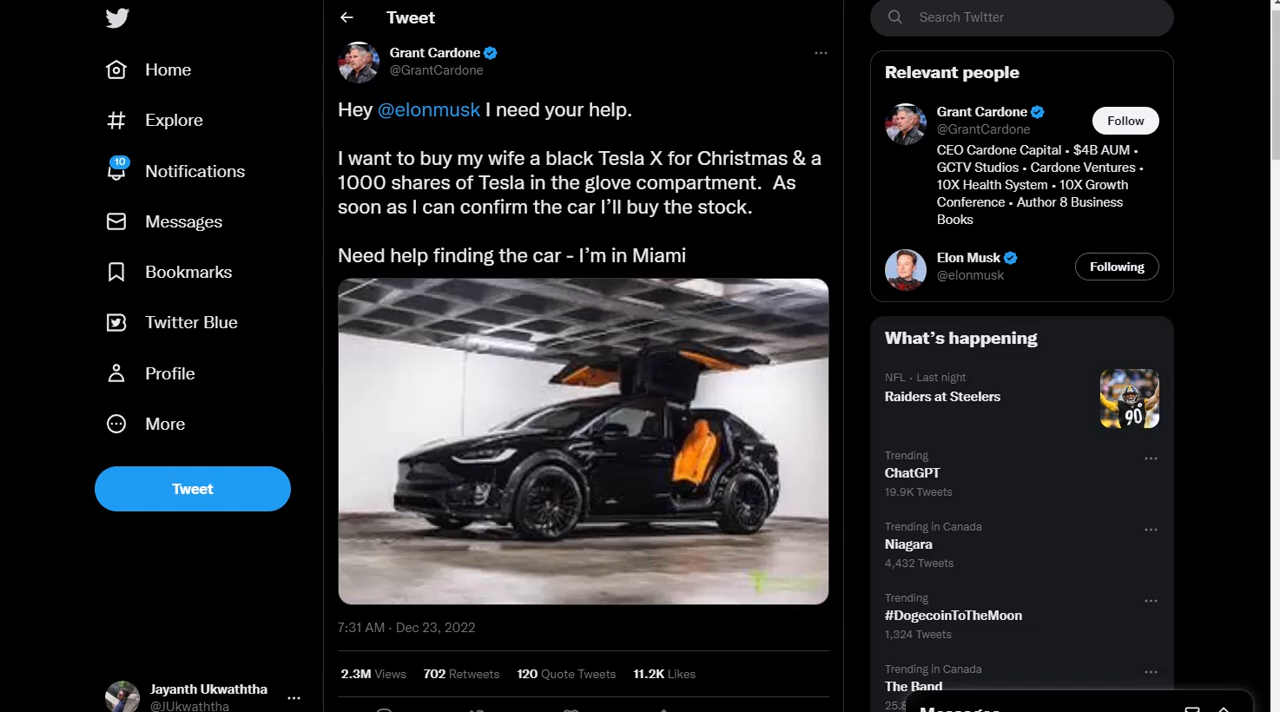 Home
Explore
10
Notifications
Messages
Bookmarks
Twitter Blue
Profile
More
Tweet
Jayanth Ukwaththa
@JUkwaththa
Tweet
Grant Cardone
@GrantCardone
Hey @elonmusk I need your help.
I want to buy my wife a black Tesla X for Christmas & a
1000 shares of Tesla in the glove compartment.  As
soon as I can confirm the car I’ll buy the stock.
Need help finding the car - I’m in Miami
7:31 AM · Dec 23, 2022
2.3M Views 702 Retweets 120 Quote Tweets 11.2K Likes
Search Twitter
Relevant people
Grant Cardone
@GrantCardone
Follow
CEO Cardone Capital • $4B AUM •
GCTV Studios • Cardone Ventures •
10X Health System • 10X Growth
Conference • Author 8 Business
Books
Elon Musk
@elonmusk
Following
What’s happening
NFL · Last night
Raiders at Steelers
90
Trending
ChatGPT
19.9K Tweets
Trending in Canada
Niagara
4,432 Tweets
Trending
#DogecoinToTheMoon
1,324 Tweets
Trending in Canada
The Band
25.8
Messages